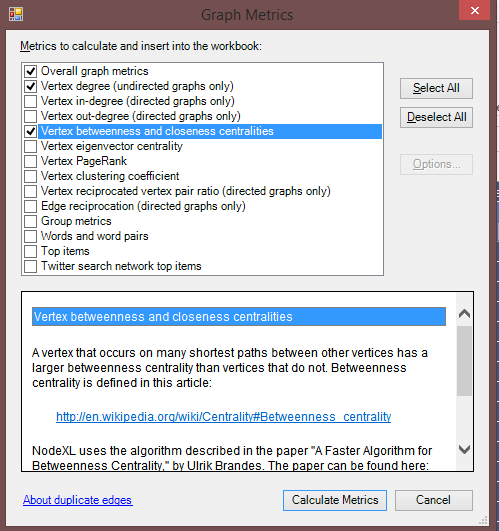 Graph Metrics
Metrics to calculate and insert into the workbook:
Overall graph metrics
Vertex degree (undirected graphs only)
Vertex in-degree (directed graphs only)
Vertex out-degree (directed graphs only)
Vertex betweenness and closeness centralities
Vertex eigenvector centrality
Vertex PageRank
Vertex clustering coefficient
Vertex reciprocated vertex pair ratio (directed graphs only)
Edge reciprocation (directed graphs only)
Group metrics
Words and word pairs
Top items
Twitter search network top items
Select All
Deselect All
Options...
Vertex betweenness and closeness centralities
A vertex that occurs on many shortest paths between other vertices has a
larger betweenness centrality than vertices that do not. Betweenness
centrality is defined in this article:
http://en.wikipedia.org/wiki/Centrality#Betweenness_centrality
NodeXL uses the algorithm described in the paper "A Faster Algorithm for
Betweenness Centrality," by Ulrik Brandes. The paper can be found here:
About duplicate edges
Calculate Metrics
Cancel